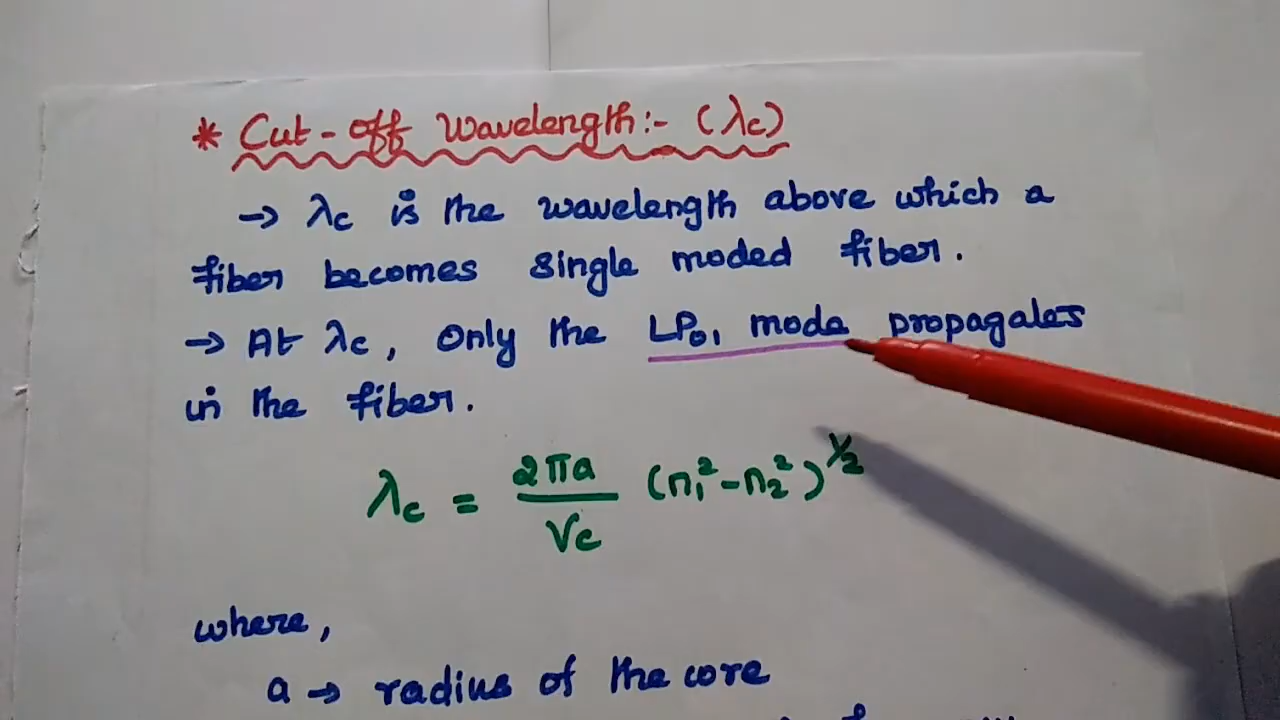 * Cut-off Wavelength:- (λc)
→ λc is the wavelength above which a
fiber becomes single moded fiber.
→ At λc, only the LP01 mode propagates
in the fiber.
λc = 2πa/Vc (n1² - n2²)^1/2
where,
a → radius of the core